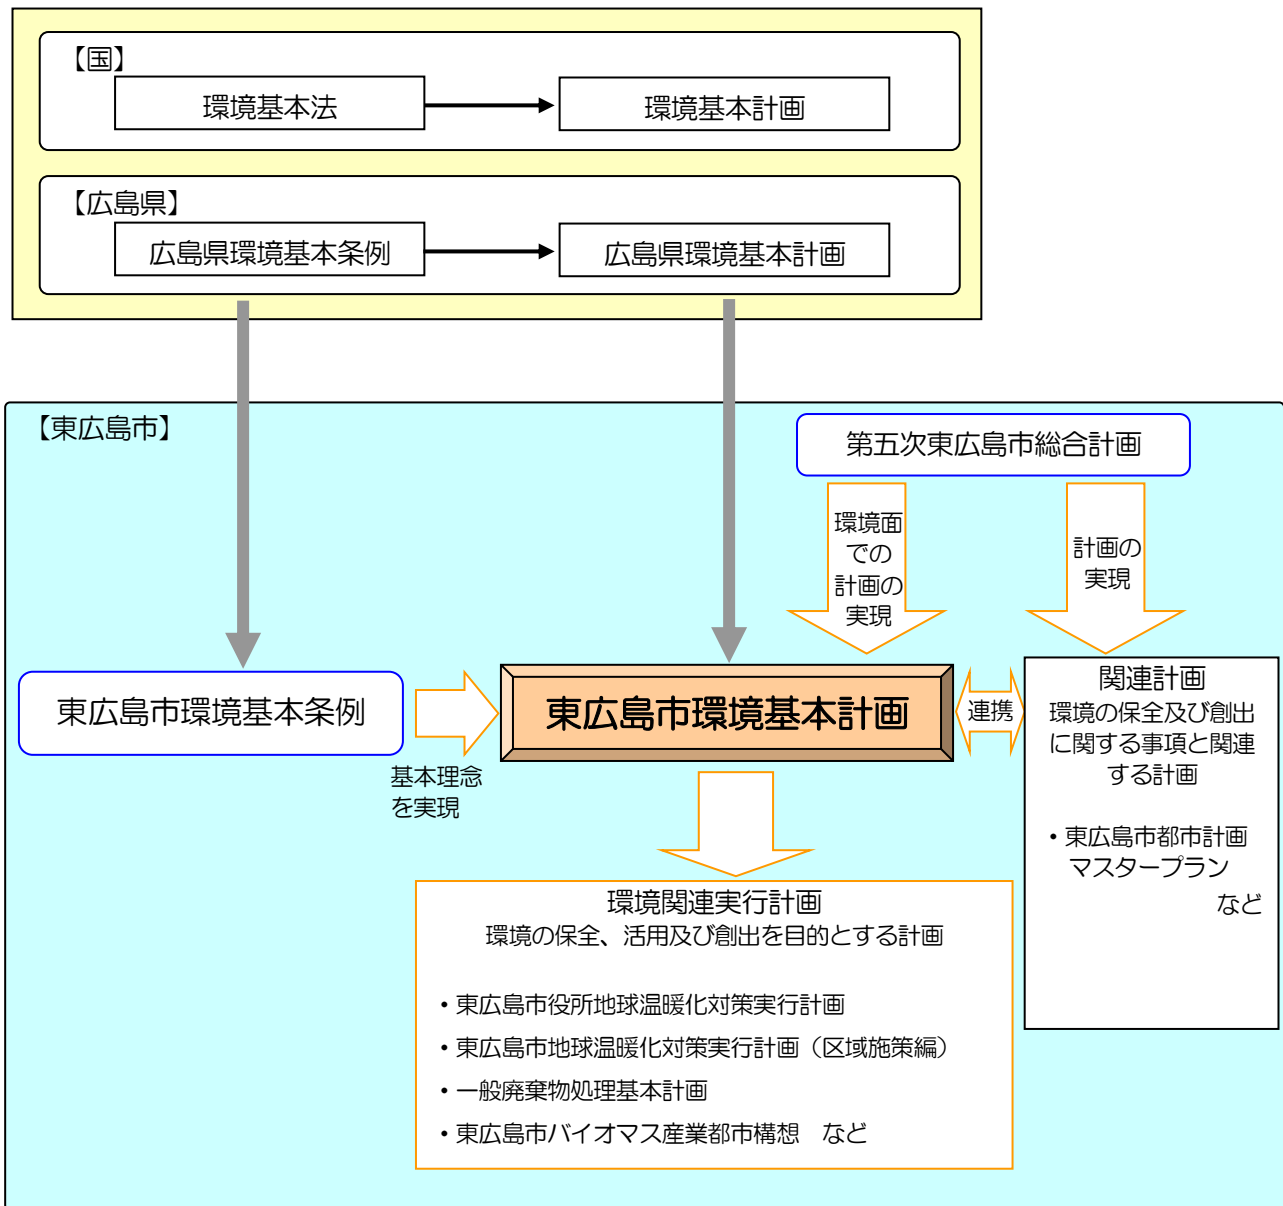 【国】
環境基本法
環境基本計画
【広島県】
広島県環境基本条例
広島県環境基本計画
【東広島市】
第五次東広島市総合計画
環境面
での
計画の
実現
計画の
実現
東広島市環境基本条例
基本理念
を実現
東広島市環境基本計画
連携
関連計画
環境の保全及び創出
に関する事項と関連
する計画
・東広島市都市計画
マスタープラン
など
環境関連実行計画
環境の保全、活用及び創出を目的とする計画
・東広島市役所地球温暖化対策実行計画
・東広島市地球温暖化対策実行計画（区域施策編）
・一般廃棄物処理基本計画
・東広島市バイオマス産業都市構想　など